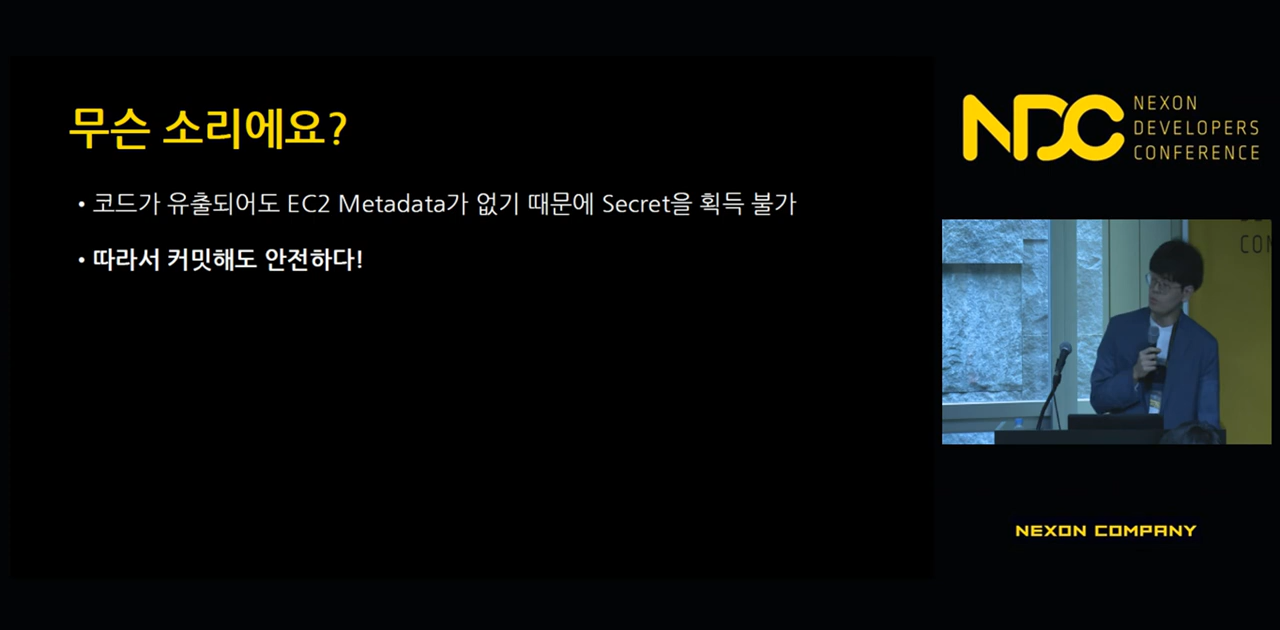 무슨 소리에요?
• 코드가 유출되어도 EC2 Metadata가 없기 때문에 Secret을 획득 불가
• 따라서 커밋해도 안전하다!
NDC
NEXON
DEVELOPERS
CONFERENCE
CON
NEXON COMPANY